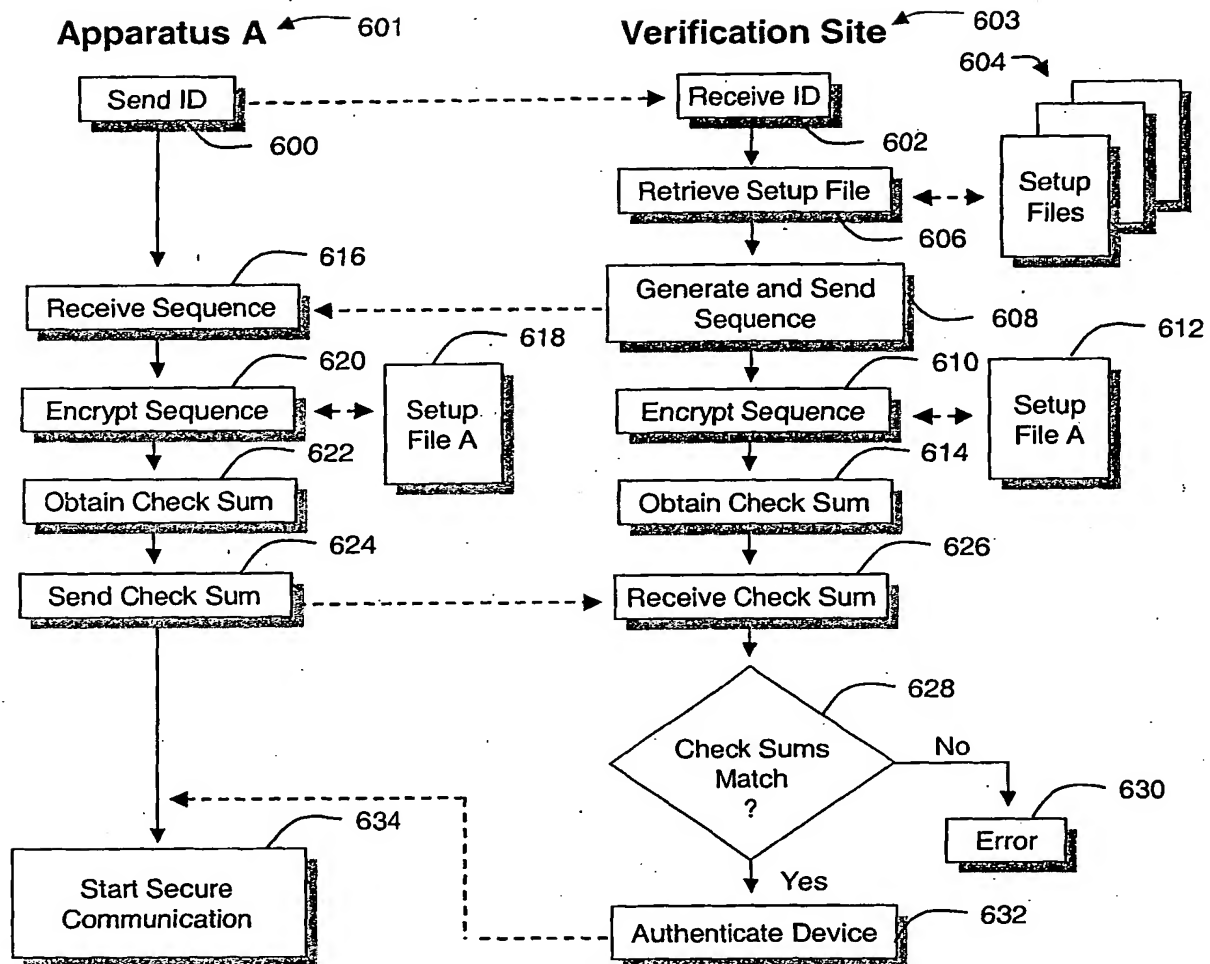 Apparatus A
601
Verification Site
603
604
Send ID
600
Receive ID
602
Retrieve Setup File
606
Setup
Files
616
Receive Sequence
Generate and Send
Sequence
608
618
612
620
Encrypt Sequence
Setup
File A
610
Encrypt Sequence
Setup
File A
622
Obtain Check Sum
614
Obtain Check Sum
624
Send Check Sum
626
Receive Check Sum
628
Check Sums
Match
?
No
630
Error
634
Start Secure
Communication
Yes
632
Authenticate Device